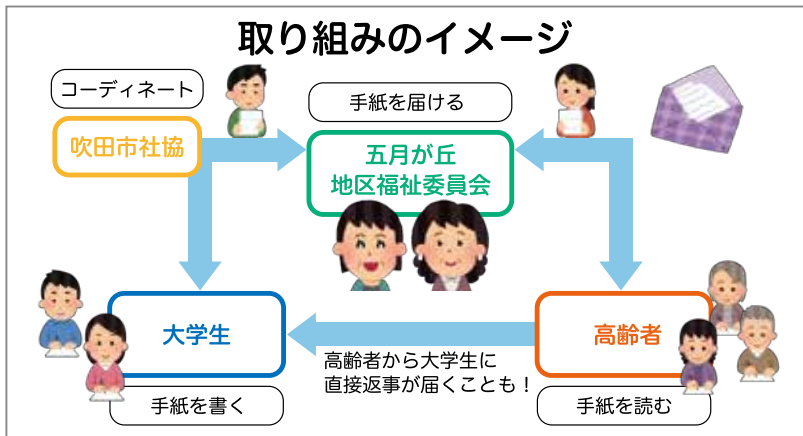 取り組みのイメージ
コーディネート
手紙を届ける
吹田市社協
五月が丘
地区福祉委員会
大学生
高齢者
高齢者から大学生に
直接返事が届くことも！
手紙を書く
手紙を読む